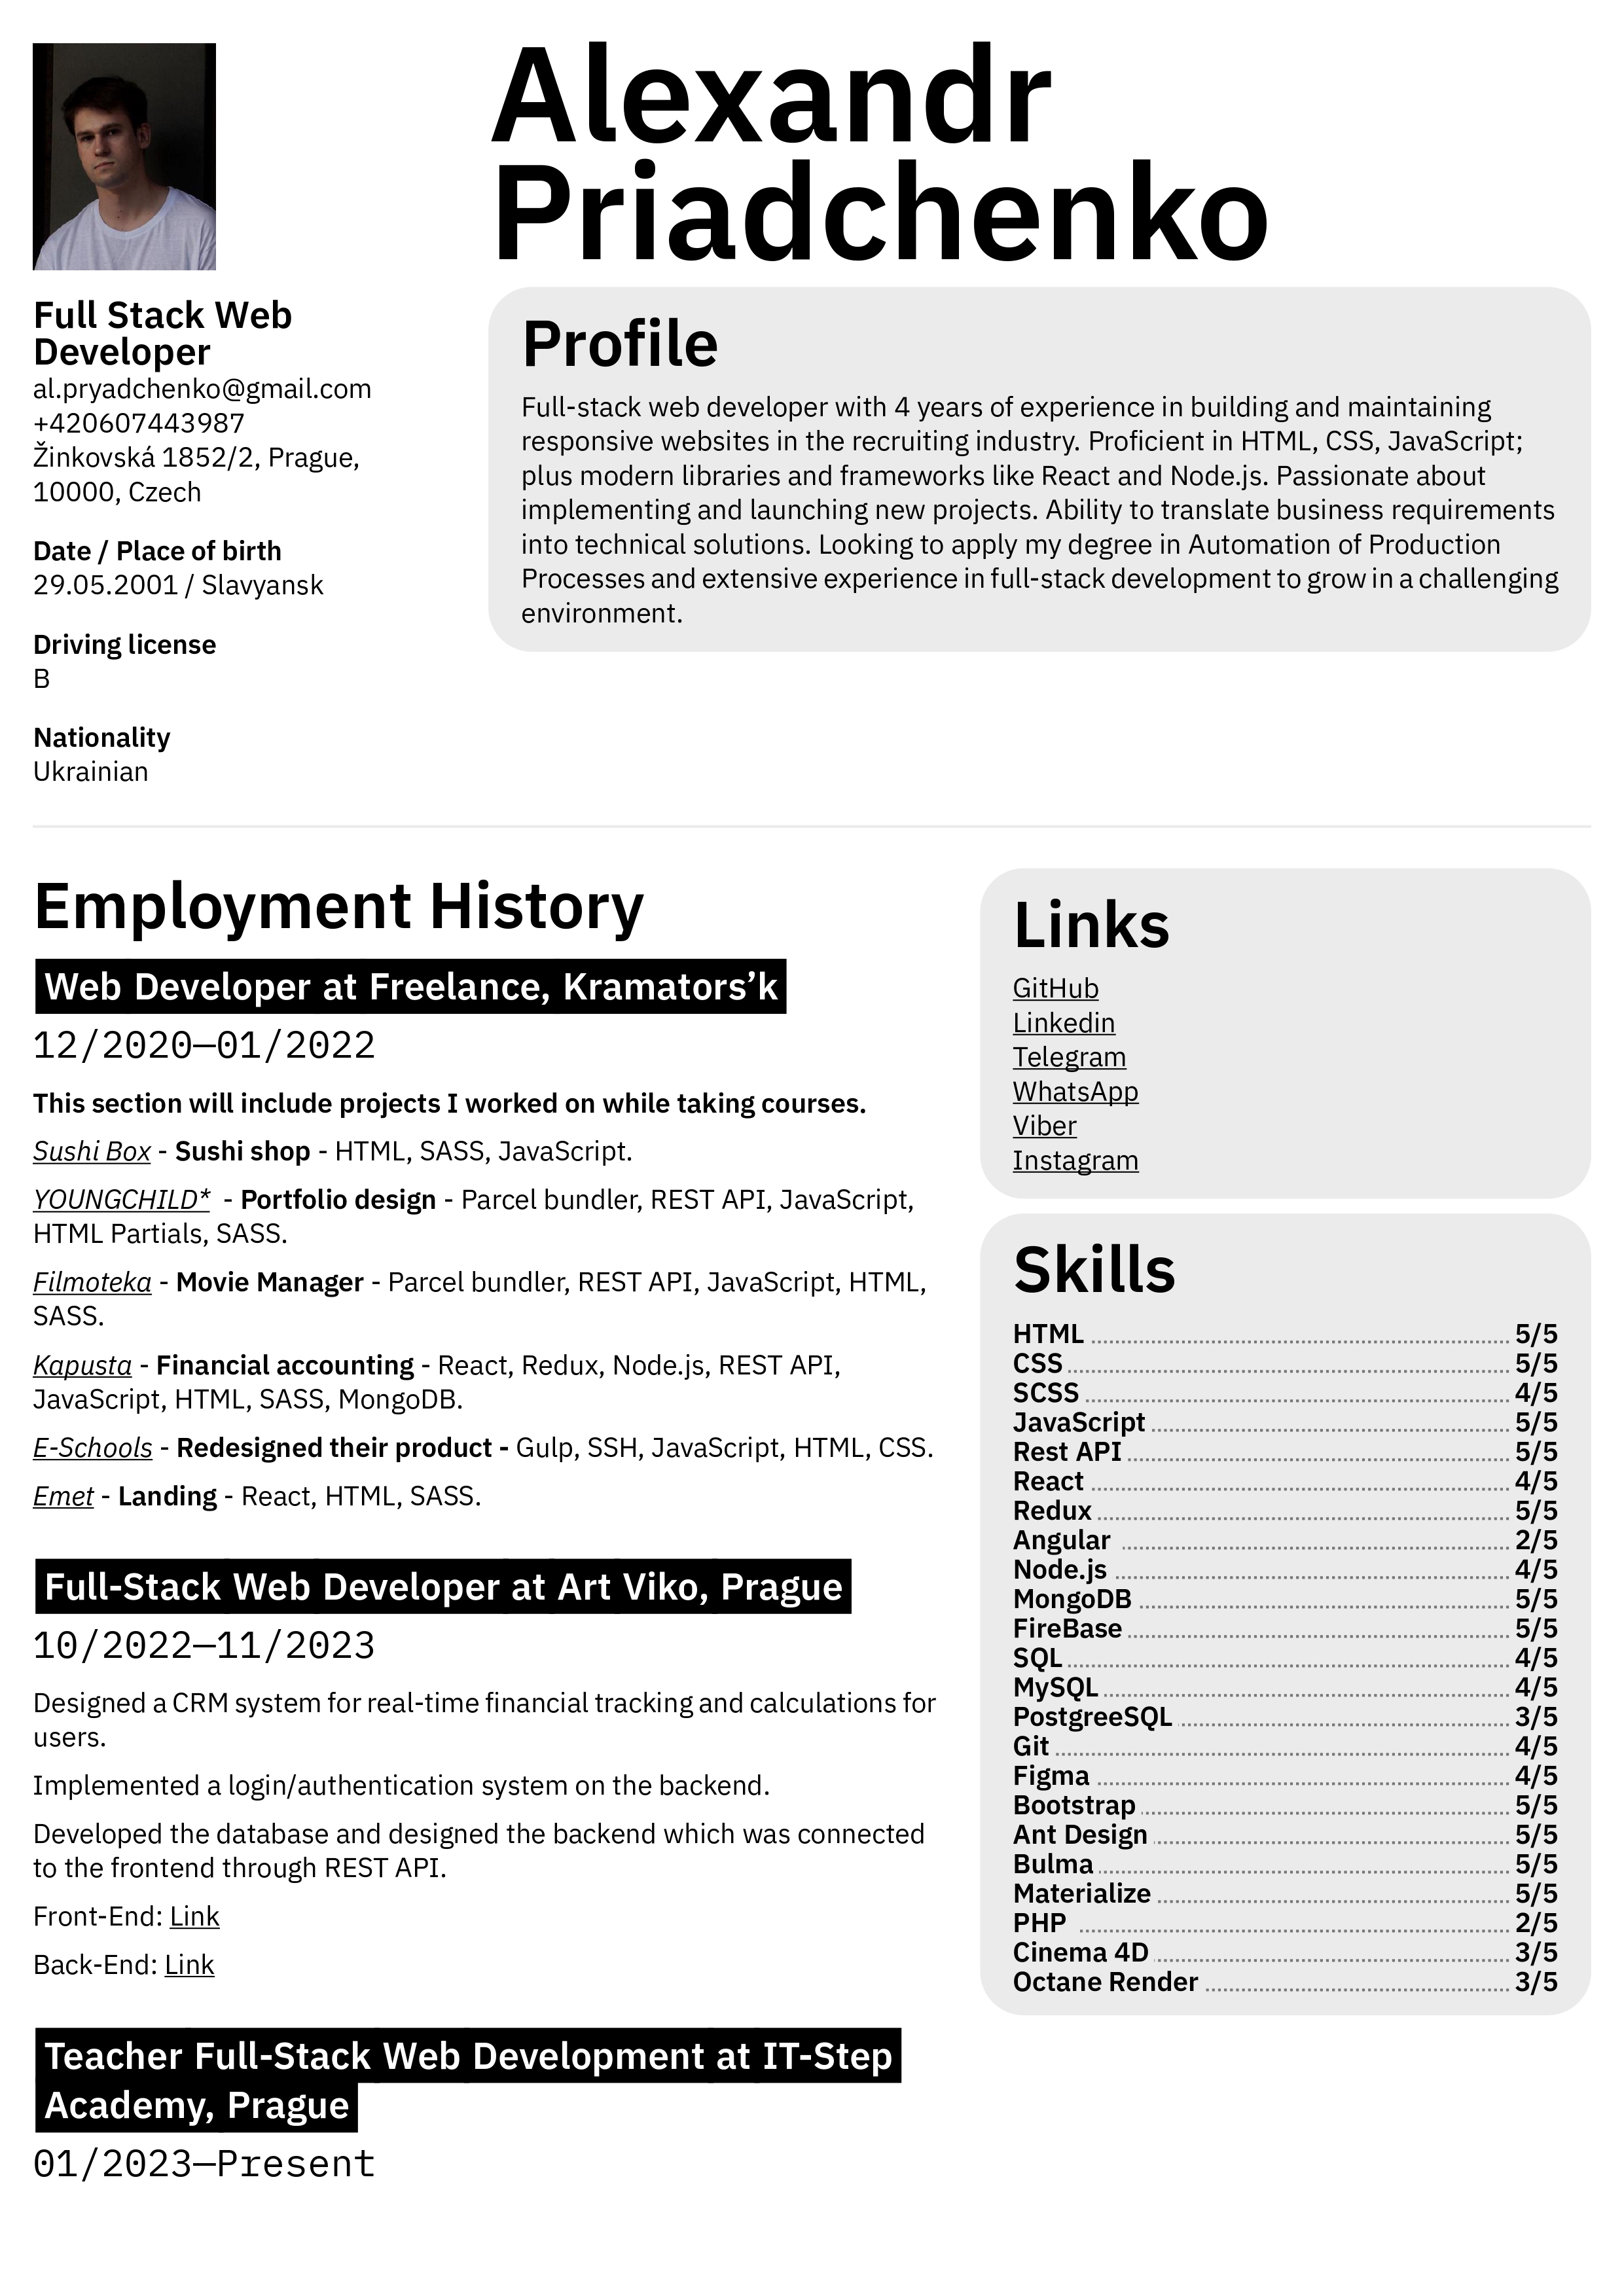 Alexandr
Priadchenko
Full Stack Web
Developer
al.pryadchenko@gmail.com
+420607443987
Žinkovská 1852/2, Prague,
10000, Czech
Date / Place of birth
29.05.2001 / Slavyansk
Driving license
B
Nationality
Ukrainian
Profile
Full-stack web developer with 4 years of experience in building and maintaining
responsive websites in the recruiting industry. Proficient in HTML, CSS, JavaScript;
plus modern libraries and frameworks like React and Node.js. Passionate about
implementing and launching new projects. Ability to translate business requirements
into technical solutions. Looking to apply my degree in Automation of Production
Processes and extensive experience in full-stack development to grow in a challenging
environment.
Employment History
Web Developer at Freelance, Kramators’k
12/2020—01/2022
This section will include projects I worked on while taking courses.
Sushi Box - Sushi shop - HTML, SASS, JavaScript.
YOUNGCHILD* - Portfolio design - Parcel bundler, REST API, JavaScript,
HTML Partials, SASS.
Filmoteka - Movie Manager - Parcel bundler, REST API, JavaScript, HTML,
SASS.
Kapusta - Financial accounting - React, Redux, Node.js, REST API,
JavaScript, HTML, SASS, MongoDB.
E-Schools - Redesigned their product - Gulp, SSH, JavaScript, HTML, CSS.
Emet - Landing - React, HTML, SASS.
Full-Stack Web Developer at Art Viko, Prague
10/2022—11/2023
Designed a CRM system for real-time financial tracking and calculations for
users.
Implemented a login/authentication system on the backend.
Developed the database and designed the backend which was connected
to the frontend through REST API.
Front-End: Link
Back-End: Link
Teacher Full-Stack Web Development at IT-Step
Academy, Prague
01/2023—Present
Links
GitHub
Linkedin
Telegram
WhatsApp
Viber
Instagram
Skills
HTML 5/5
CSS 5/5
SCSS 4/5
JavaScript 5/5
Rest API 5/5
React 4/5
Redux 5/5
Angular 2/5
Node.js 4/5
MongoDB 5/5
FireBase 5/5
SQL 4/5
MySQL 4/5
PostgreeSQL 3/5
Git 4/5
Figma 4/5
Bootstrap 5/5
Ant Design 5/5
Bulma 5/5
Materialize 5/5
PHP 2/5
Cinema 4D 3/5
Octane Render 3/5